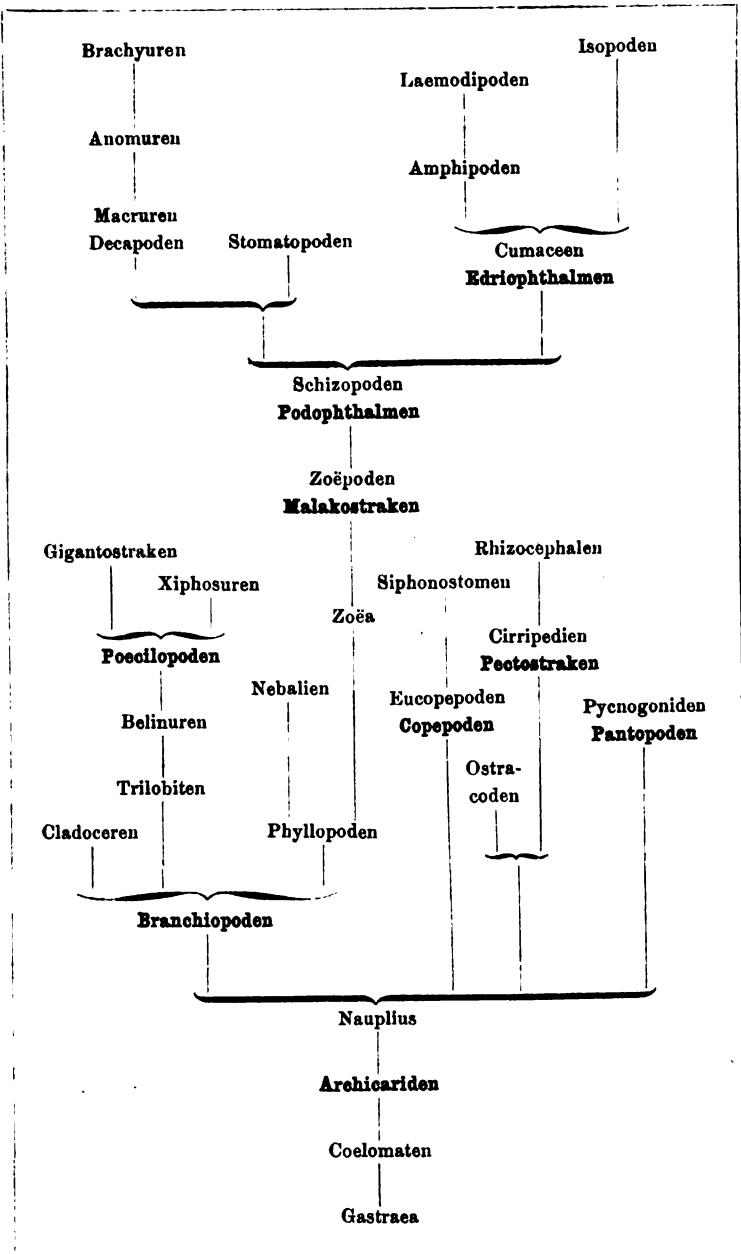 Brachyuren
Isopoden
Laemodipoden
Anomuren
Amphipoden
Macruren
Decapoden
Stomatopoden
Cumaceen
Edriophthalmen
Schizopoden
Podophthalmen
Zoëpoden
Malakostraken
Gigantostraken
Xiphosuren
Rhizocephalen
Siphonostomen
Zoëa
Cirripedien
Pectostraken
Poecilopoden
Nebalien
Eucopepoden
Copepoden
Pycnogoniden
Pantopoden
Belinuren
Ostra-
coden
Trilobiten
Cladoceren
Phyllopoden
Branchiopoden
Nauplius
Archicariden
Coelomaten
Gastraea